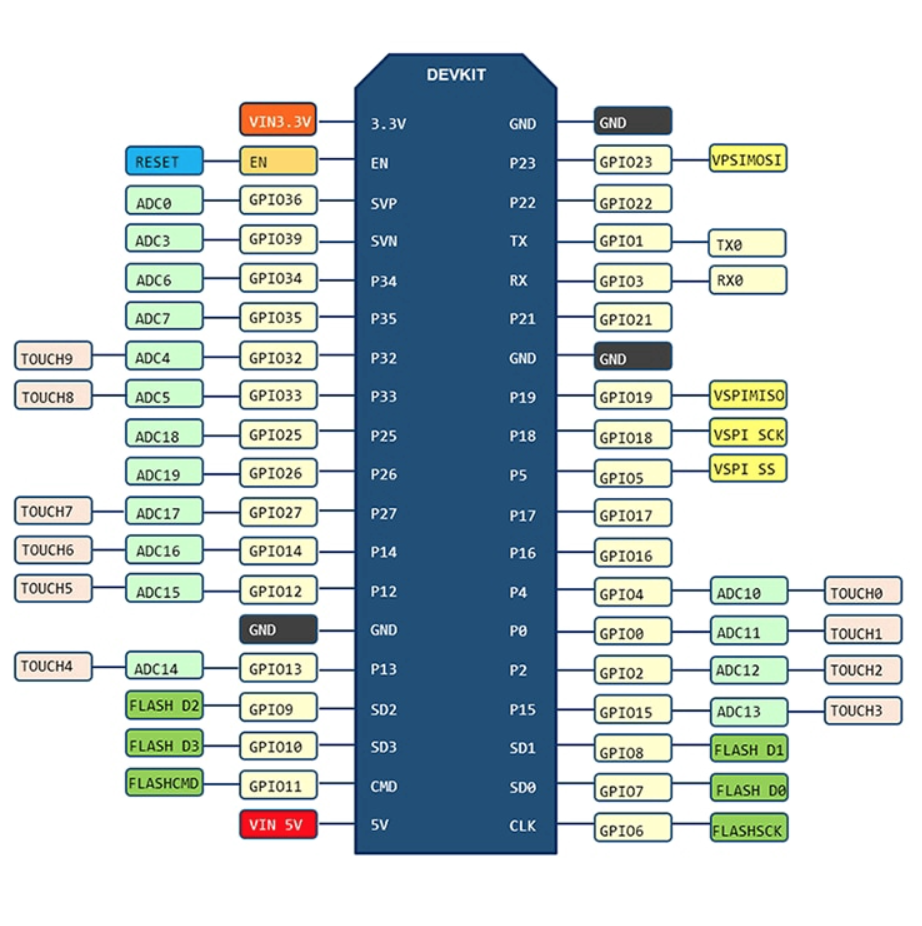 DEVKIT
VIN3.3V 3.3V GND GND
RESET EN EN P23 GPIO23 VPSIMOSI
ADC0 GPIO36 SVP P22 GPIO22
ADC3 GPIO39 SVN TX GPIO1 TX0
ADC6 GPIO34 P34 RX GPIO3 RX0
ADC7 GPIO35 P35 P21 GPIO21
TOUCH9 ADC4 GPIO32 P32 GND GND
TOUCH8 ADC5 GPIO33 P33 P19 GPIO19 VSPIMISO
ADC18 GPIO25 P25 P18 GPIO18 VSPI SCK
ADC19 GPIO26 P26 P5 GPIO5 VSPI SS
TOUCH7 ADC17 GPIO27 P27 P17 GPIO17
TOUCH6 ADC16 GPIO14 P14 P16 GPIO16
TOUCH5 ADC15 GPIO12 P12 P4 GPIO4 ADC10 TOUCH0
GND GND P0 GPIO0 ADC11 TOUCH1
TOUCH4 ADC14 GPIO13 P13 P2 GPIO2 ADC12 TOUCH2
FLASH D2 GPIO9 SD2 P15 GPIO15 ADC13 TOUCH3
FLASH D3 GPIO10 SD3 SD1 GPIO8 FLASH D1
FLASHCMD GPIO11 CMD SD0 GPIO7 FLASH D0
VIN 5V 5V CLK GPIO6 FLASHSCK